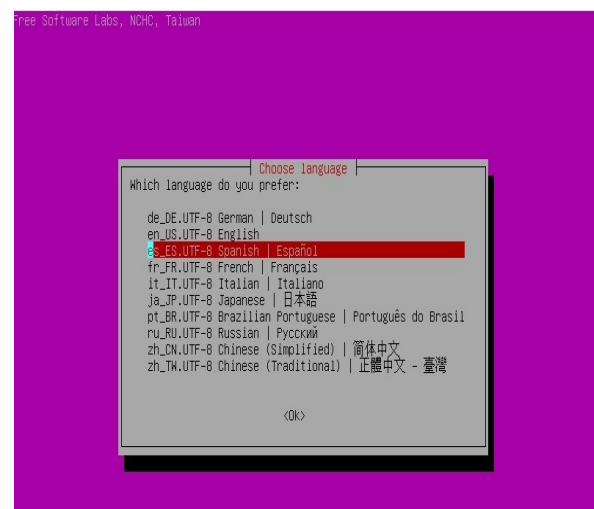 Free Software Labs, NCHC, Taiwan
Choose language
Which language do you prefer:
de_DE.UTF-8 German | Deutsch
en_US.UTF-8 English
es_ES.UTF-8 Spanish | Español
fr_FR.UTF-8 French | Français
it_IT.UTF-8 Italian | Italiano
ja_JP.UTF-8 Japanese | 日本語
pt_BR.UTF-8 Brazilian Portuguese | Português do Brasil
ru_RU.UTF-8 Russian | Русский
zh_CN.UTF-8 Chinese (Simplified) | 简体中文
zh_TW.UTF-8 Chinese (Traditional) | 正體中文 - 臺灣
<Ok>